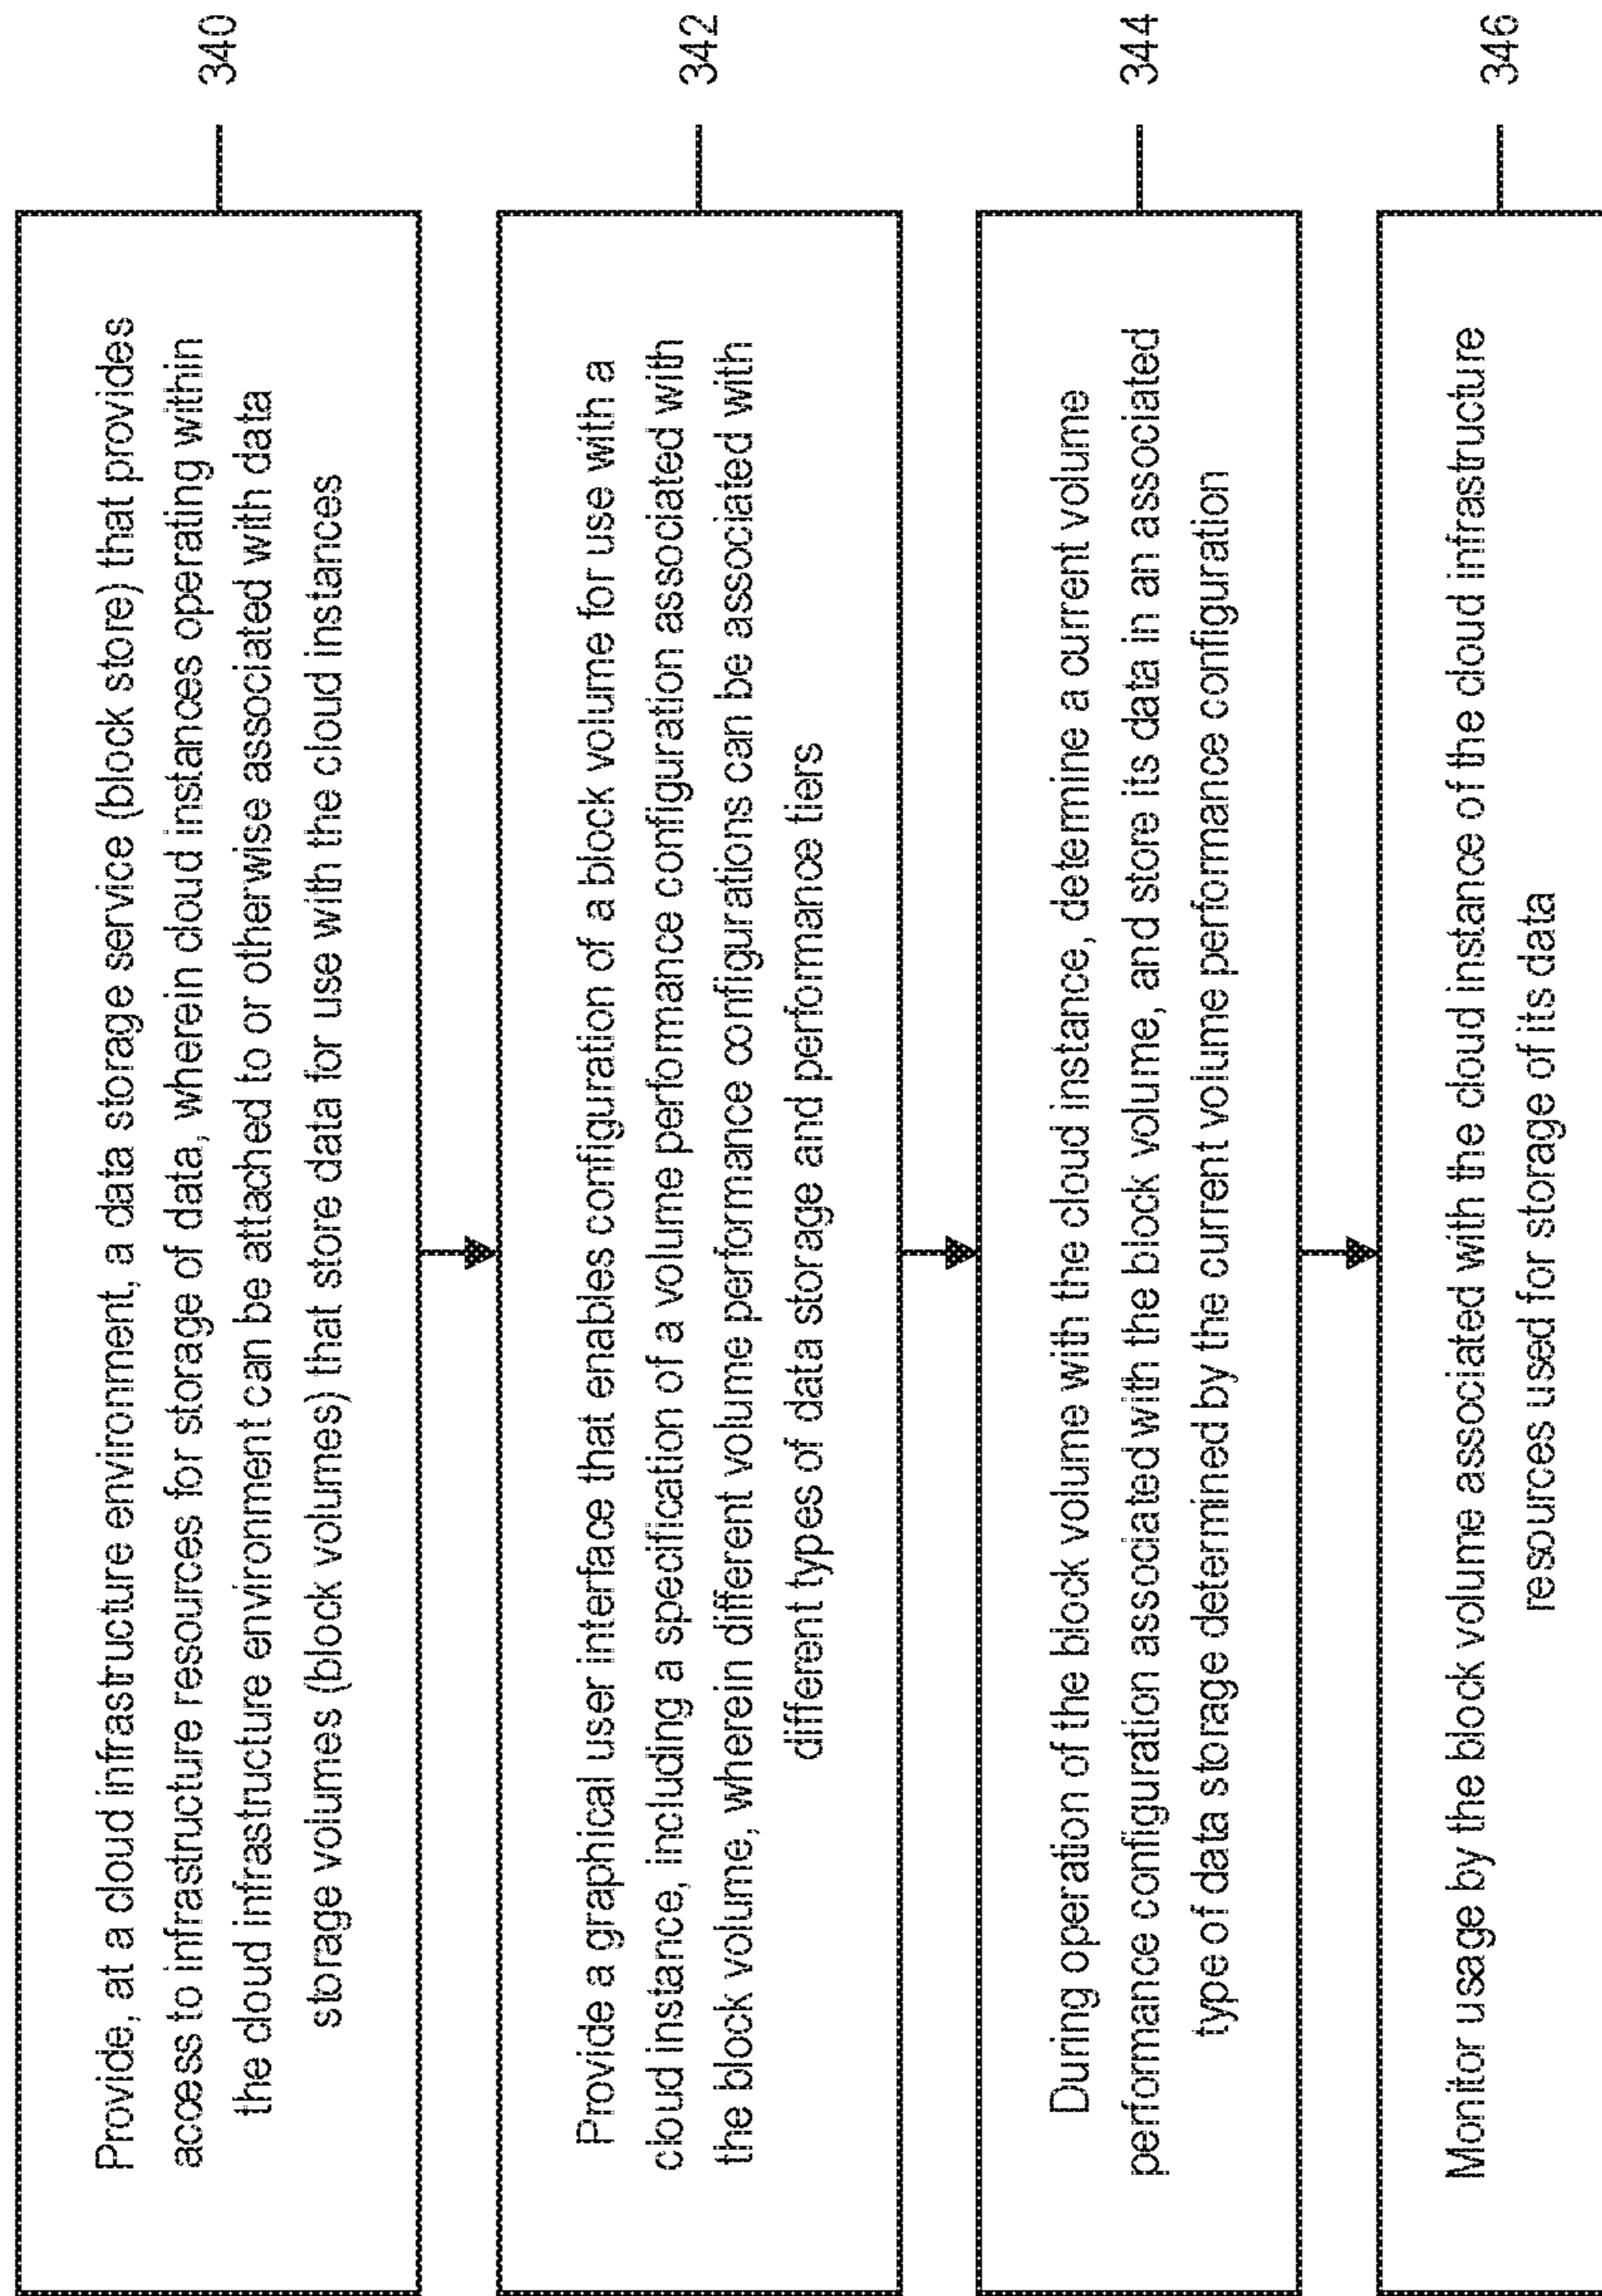 Provide, at a cloud infrastructure environment, a data storage service (block store) that provides
access to infrastructure resources for storage of data, wherein cloud instances operating within
the cloud infrastructure environment can be attached to or otherwise associated with data
storage volumes (block volumes) that store data for use with the cloud instances
340
Provide a graphical user interface that enables configuration of a block volume for use with a
cloud instance, including a specification of a volume performance configuration associated with
the block volume, wherein different volume performance configurations can be associated with
different types of data storage and performance tiers
342
During operation of the block volume with the cloud instance, determine a current volume
performance configuration associated with the block volume, and store its data in an associated
type of data storage determined by the current volume performance configuration
344
Monitor usage by the block volume associated with the cloud instance of the cloud infrastructure
resources used for storage of its data
346